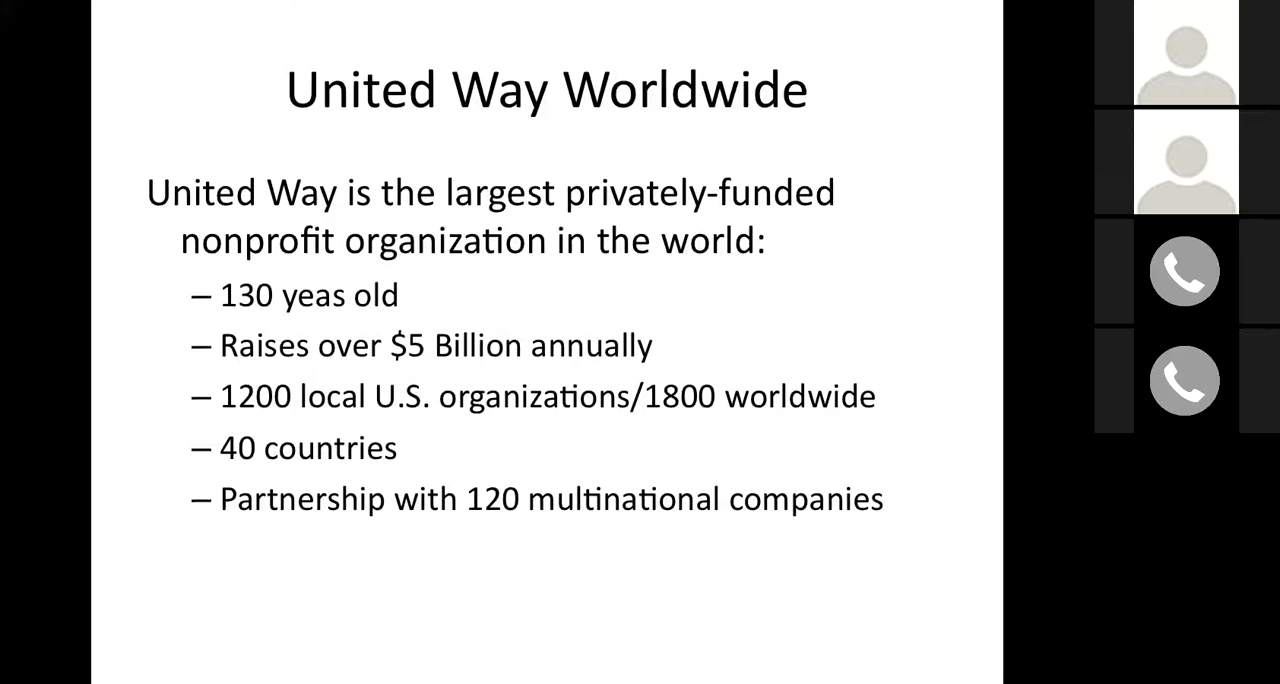 United Way Worldwide
United Way is the largest privately-funded
nonprofit organization in the world:
– 130 yeas old
– Raises over $5 Billion annually
– 1200 local U.S. organizations/1800 worldwide
– 40 countries
– Partnership with 120 multinational companies